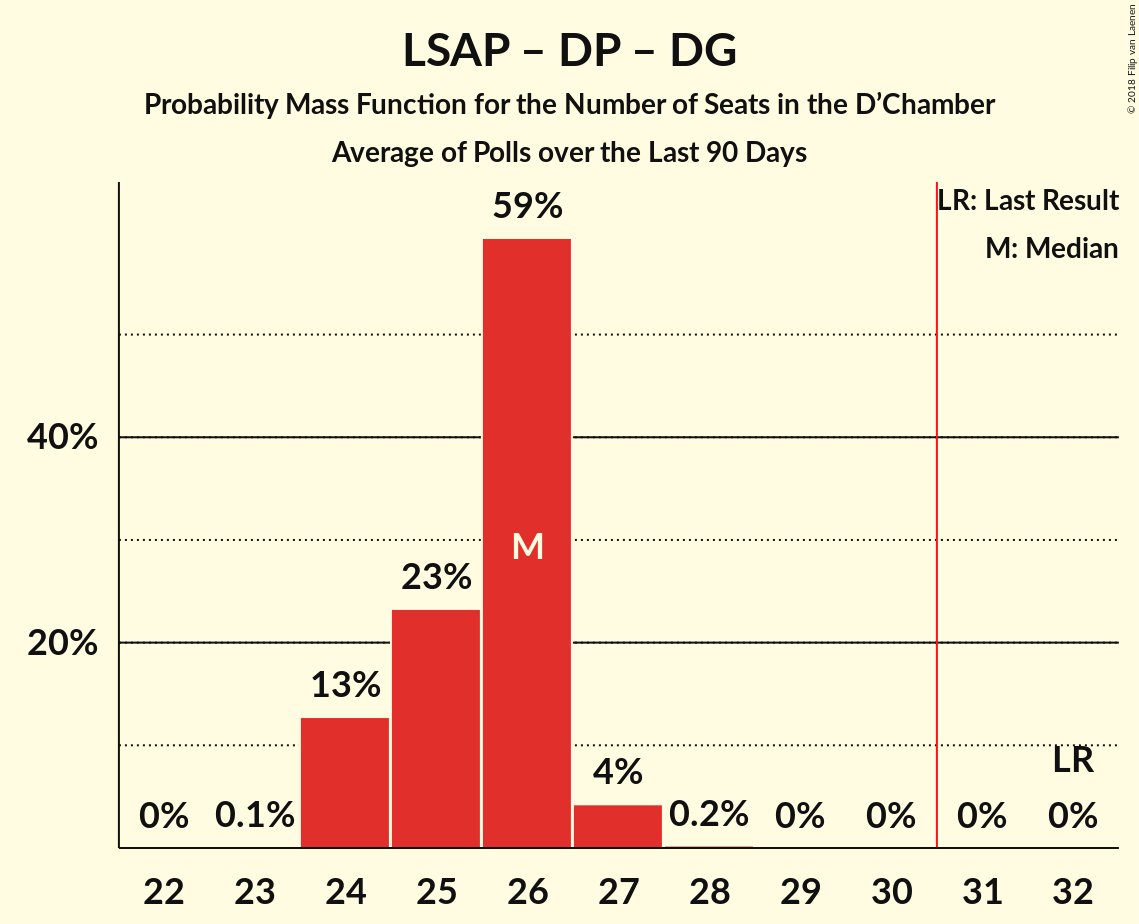 LSAP – DP – DG
Probability Mass Function for the Number of Seats in the D’Chamber
Average of Polls over the Last 90 Days
© 2018 Filip van Laenen
LR: Last Result
M: Median
59%
40%
M
23%
20%
13%
LR
4%
0%
0.1%
0.2%
0%
0%
0%
0%
22 23 24 25 26 27 28 29 30 31 32